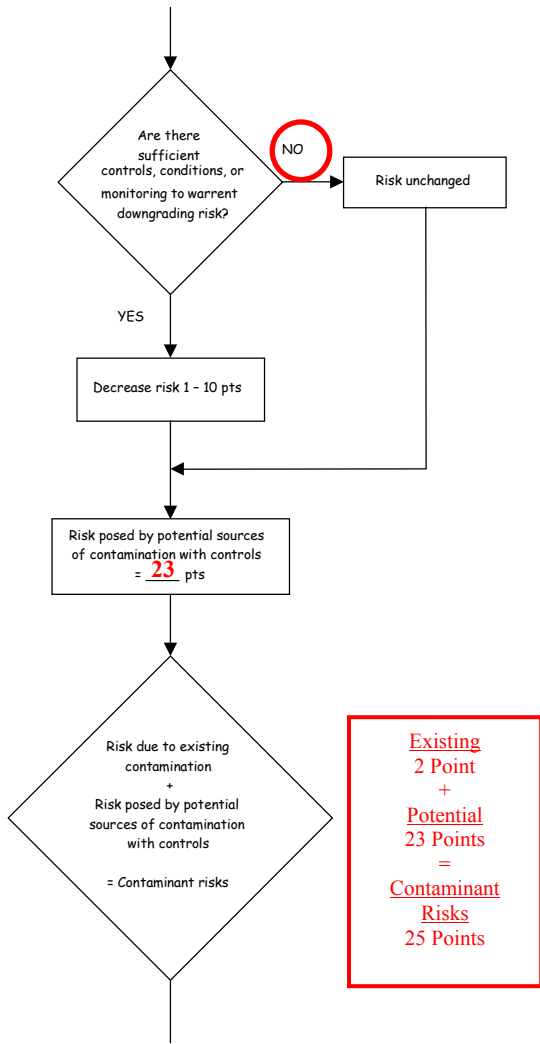 Are there
sufficient
controls, conditions, or
monitoring to warrent
downgrading risk?
NO
Risk unchanged
YES
Decrease risk 1 – 10 pts
Risk posed by potential sources
of contamination with controls
= 23 pts
Risk due to existing
contamination
+
Risk posed by potential
sources of contamination
with controls
= Contaminant risks
Existing
2 Point
+
Potential
23 Points
=
Contaminant
Risks
25 Points